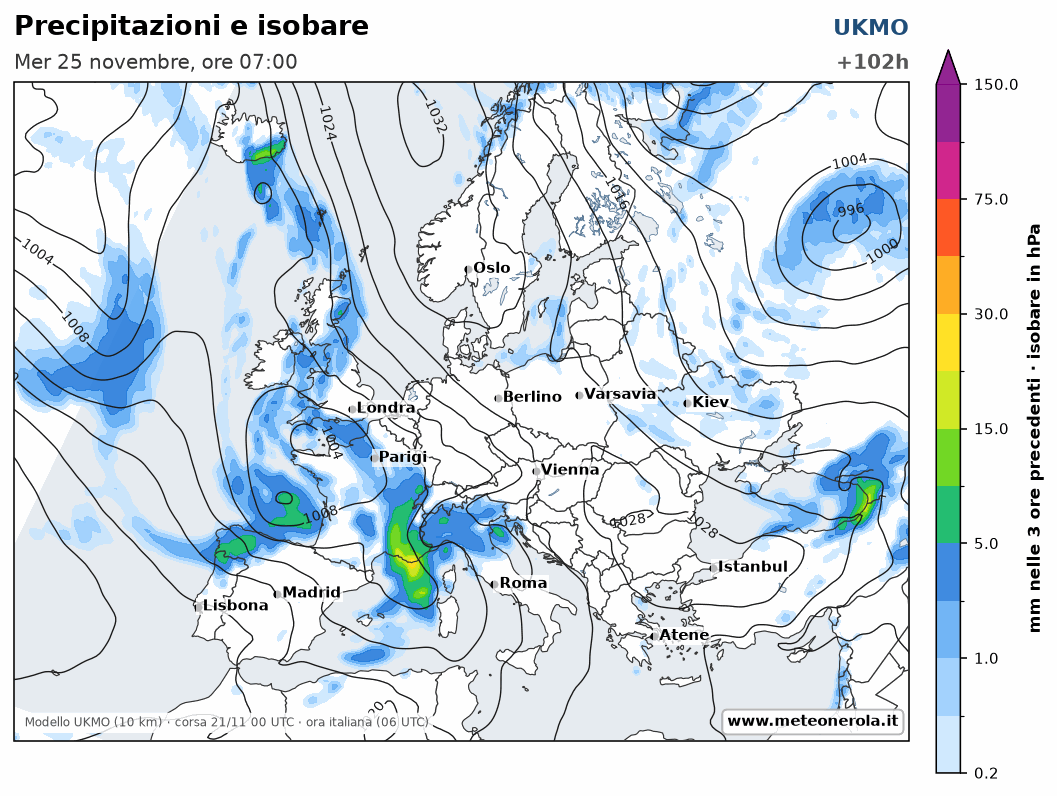 Precipitazioni e isobare
UKMO
Mer 25 novembre, ore 07:00
+102h
150.0
75.0
30.0
15.0
5.0
1.0
0.2
mm nelle 3 ore precedenti · isobare in hPa
1024
1032
1016
1004
996
1000
1004
1008
1004
1008
1028
Oslo
Londra
Berlino
Varsavia
Kiev
Parigi
Vienna
Istanbul
Roma
Madrid
Lisbona
Atene
Modello UKMO (10 km) · corsa 21/11 00 UTC · ora italiana (06 UTC)
www.meteonerola.it